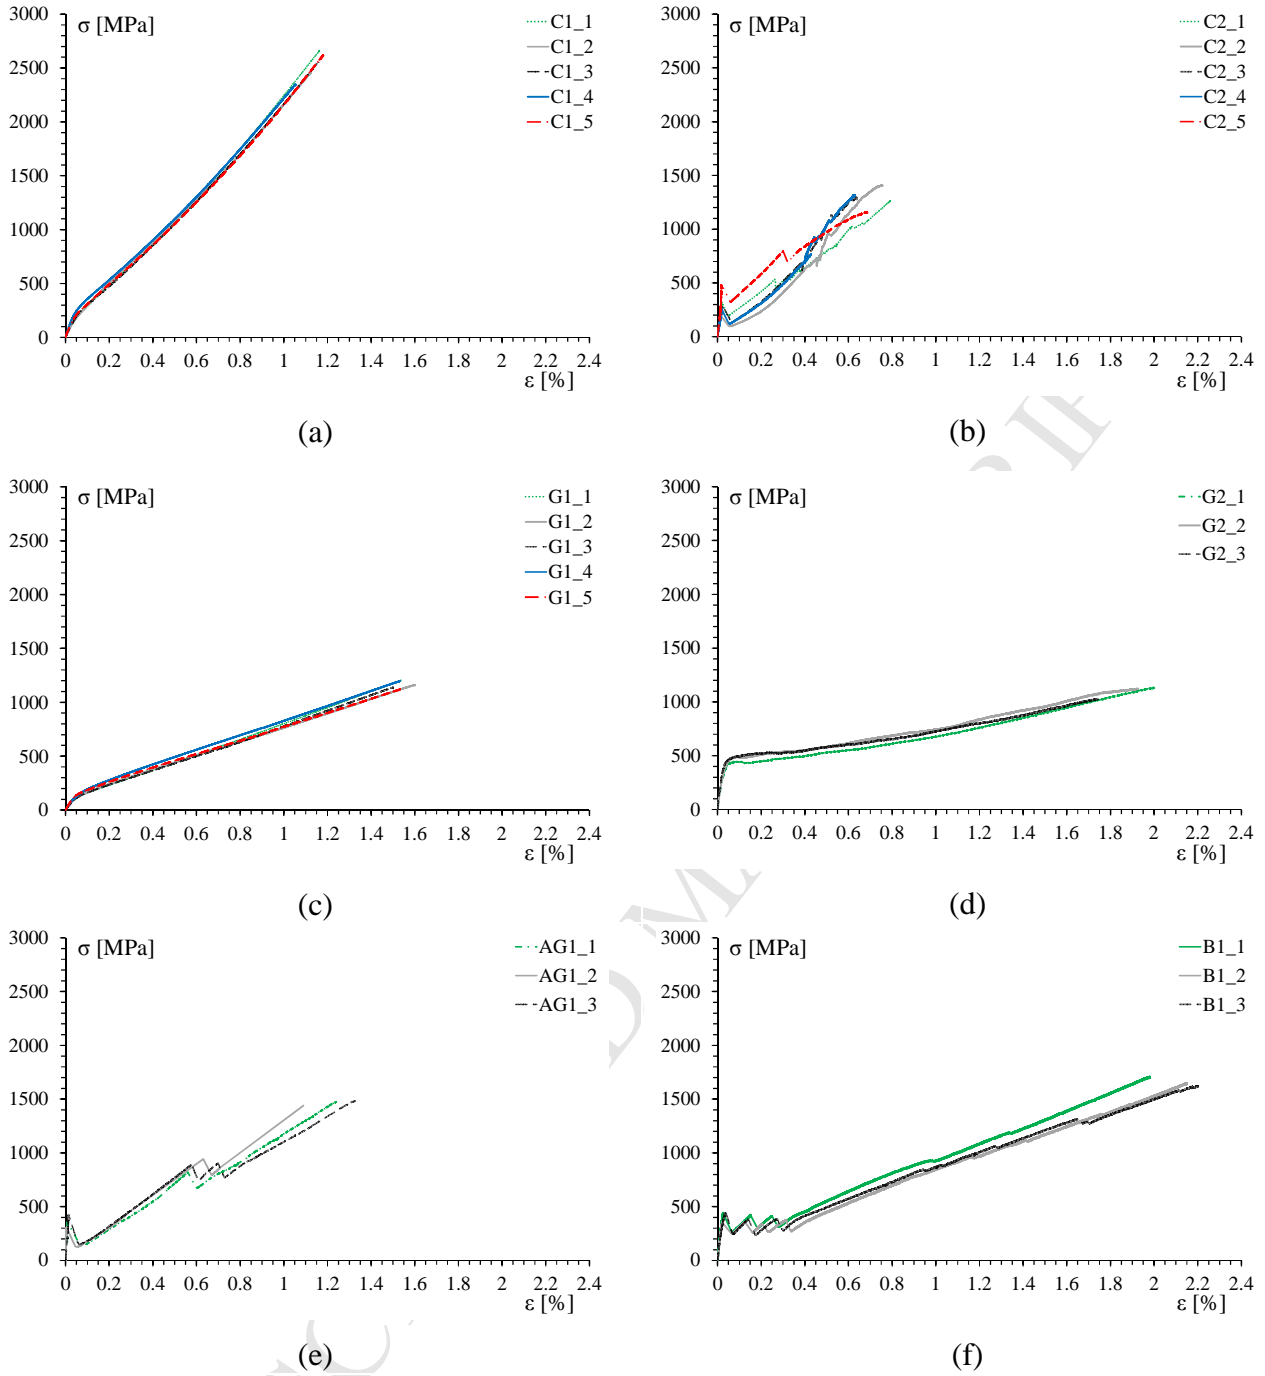 σ [MPa]
3000
2500
2000
1500
1000
500
0
0 0.2 0.4 0.6 0.8 1 1.2 1.4 1.6 1.8 2 2.2 2.4
ε [%]
C1_1
C1_2
C1_3
C1_4
C1_5
(a)
σ [MPa]
3000
2500
2000
1500
1000
500
0
0 0.2 0.4 0.6 0.8 1 1.2 1.4 1.6 1.8 2 2.2 2.4
ε [%]
C2_1
C2_2
C2_3
C2_4
C2_5
(b)
σ [MPa]
3000
2500
2000
1500
1000
500
0
0 0.2 0.4 0.6 0.8 1 1.2 1.4 1.6 1.8 2 2.2 2.4
ε [%]
G1_1
G1_2
G1_3
G1_4
G1_5
(c)
σ [MPa]
3000
2500
2000
1500
1000
500
0
0 0.2 0.4 0.6 0.8 1 1.2 1.4 1.6 1.8 2 2.2 2.4
ε [%]
G2_1
G2_2
G2_3
(d)
σ [MPa]
3000
2500
2000
1500
1000
500
0
0 0.2 0.4 0.6 0.8 1 1.2 1.4 1.6 1.8 2 2.2 2.4
ε [%]
AG1_1
AG1_2
AG1_3
(e)
σ [MPa]
3000
2500
2000
1500
1000
500
0
0 0.2 0.4 0.6 0.8 1 1.2 1.4 1.6 1.8 2 2.2 2.4
ε [%]
B1_1
B1_2
B1_3
(f)